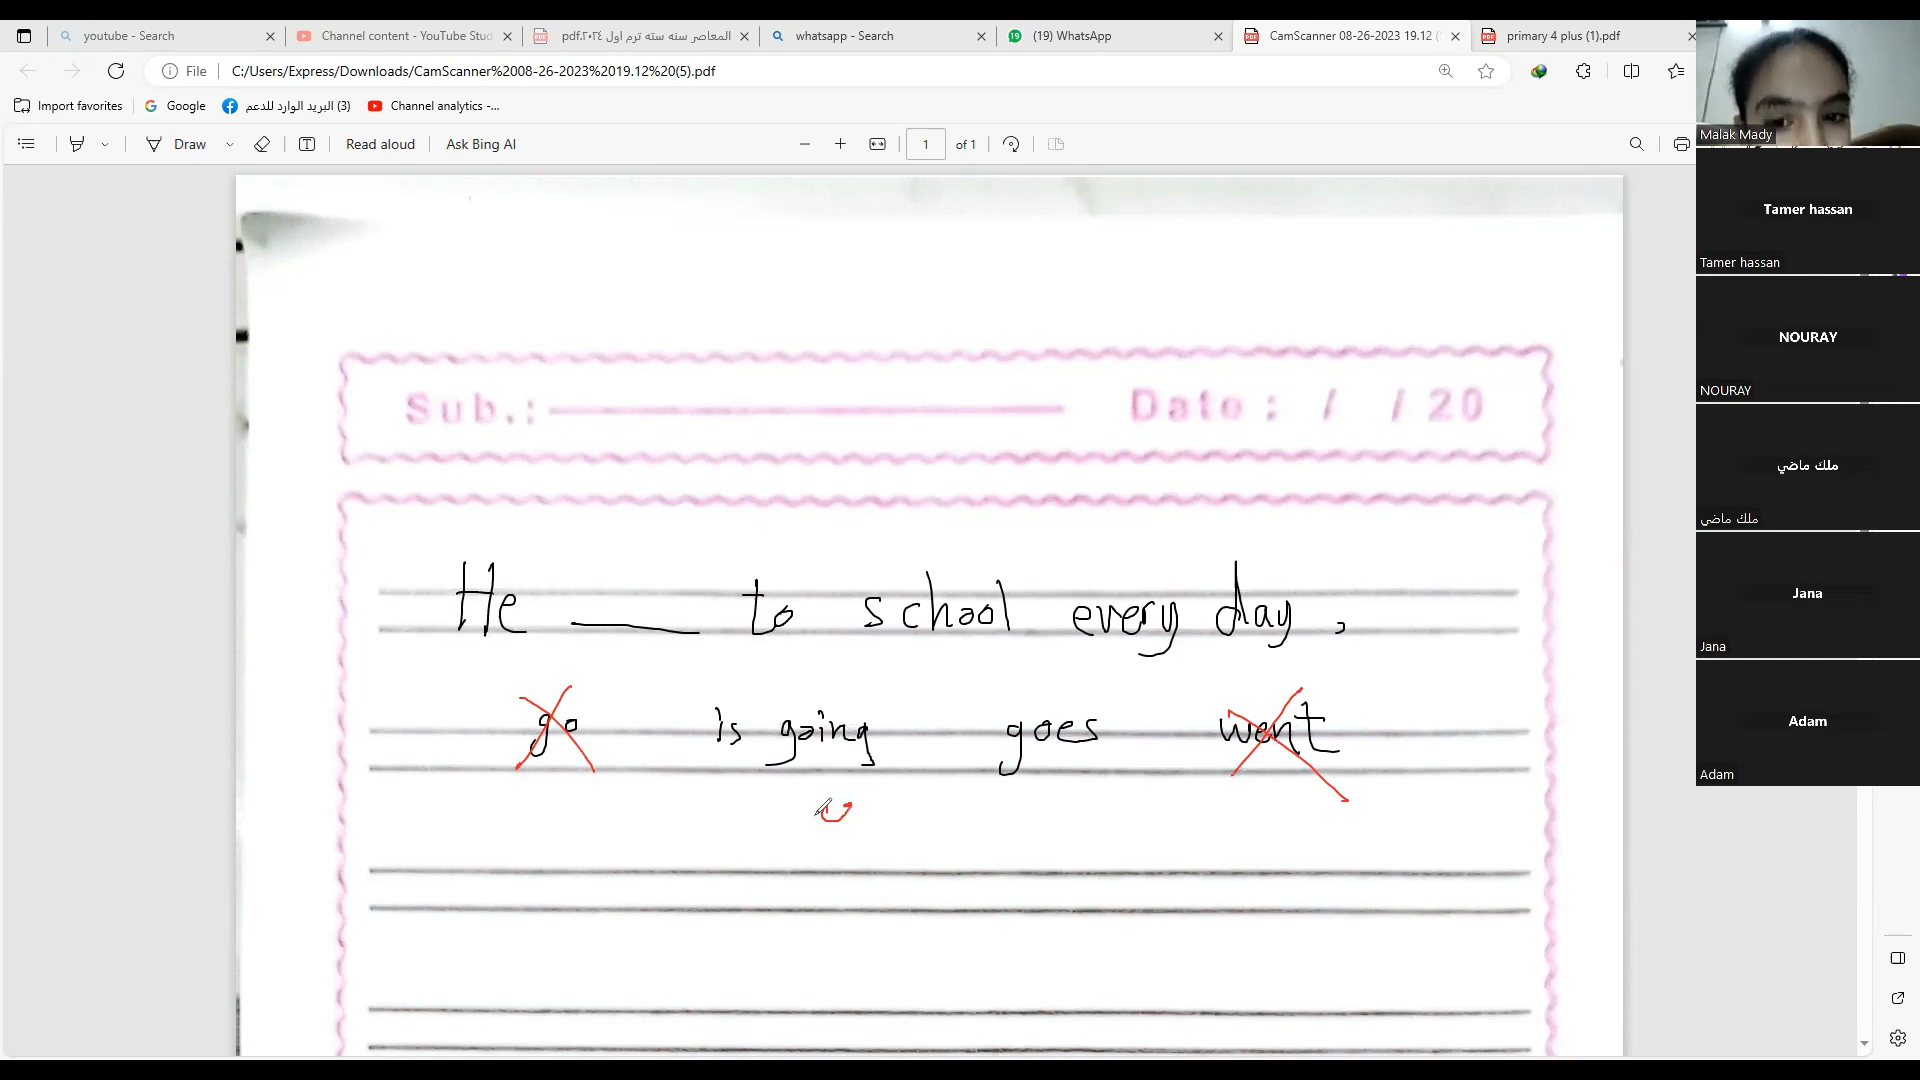 youtube - Search
Channel content - YouTube Stud
المعاصر سنه سته ترم اول ٢٠٢٤.pdf
whatsapp - Search
(19) WhatsApp
CamScanner 08-26-2023 19.12 (
primary 4 plus (1).pdf
File
C:/Users/Express/Downloads/CamScanner%2008-26-2023%2019.12%20(5).pdf
Import favorites
Google
(3) البريد الوارد للدعم
Channel analytics -...
Draw
Read aloud
Ask Bing AI
1 of 1
Sub.:
Date : / / 20
He ____ to school every day .
go is going goes went
Malak Mady
Tamer hassan
Tamer hassan
NOURAY
NOURAY
ملك ماضي
ملك ماضي
Jana
Jana
Adam
Adam